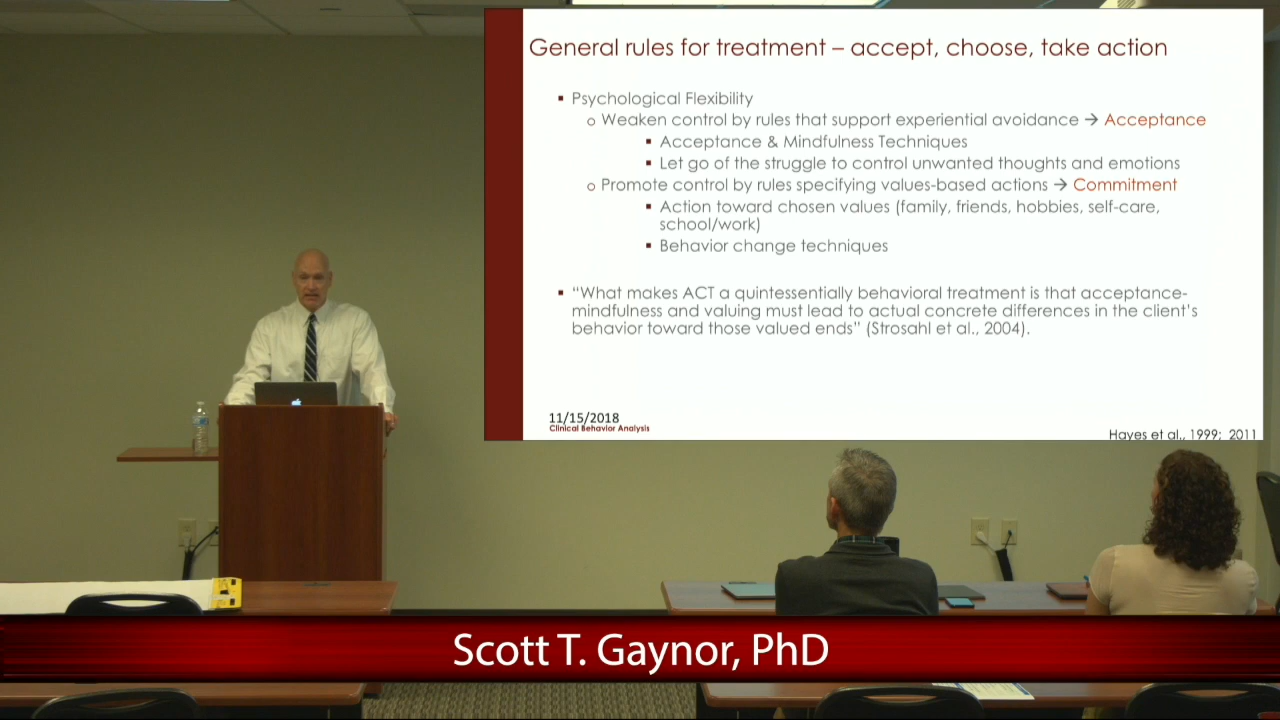 General rules for treatment – accept, choose, take action
▪ Psychological Flexibility
o Weaken control by rules that support experiential avoidance → Acceptance
▪ Acceptance & Mindfulness Techniques
▪ Let go of the struggle to control unwanted thoughts and emotions
o Promote control by rules specifying values-based actions → Commitment
▪ Action toward chosen values (family, friends, hobbies, self-care,
school/work)
▪ Behavior change techniques
▪ “What makes ACT a quintessentially behavioral treatment is that acceptance-
mindfulness and valuing must lead to actual concrete differences in the client’s
behavior toward those valued ends” (Strosahl et al., 2004).
11/15/2018
Clinical Behavior Analysis
Hayes et al., 1999; 2011
Scott T. Gaynor, PhD